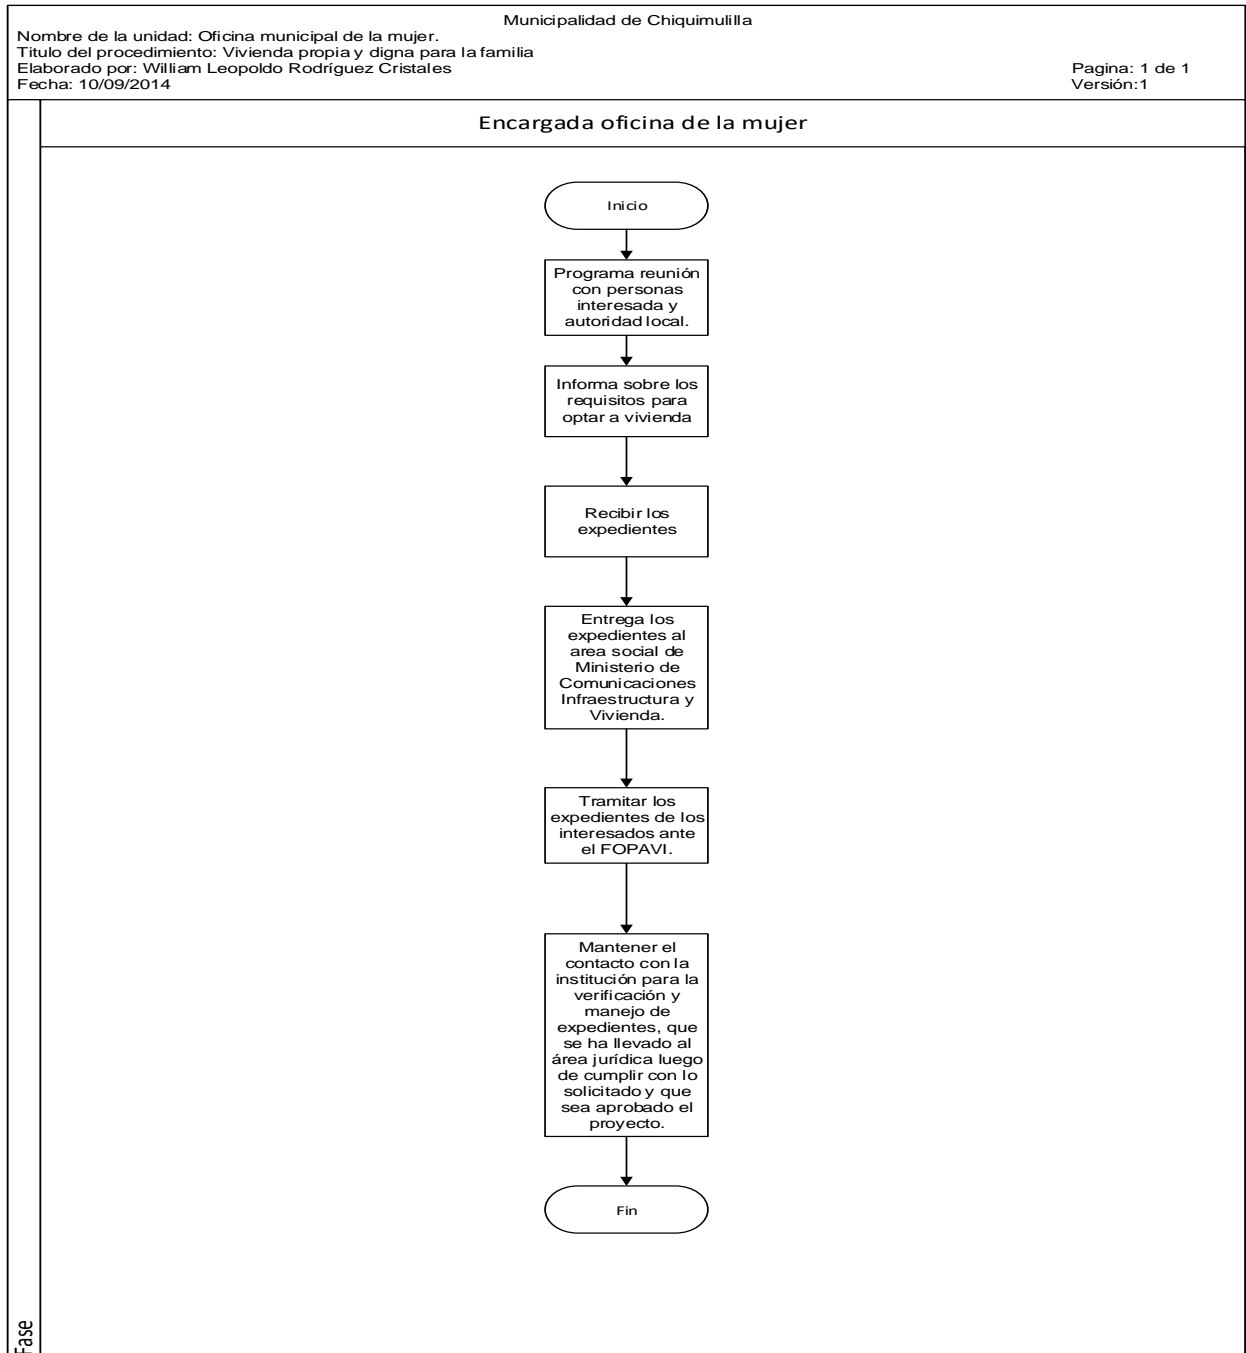 Municipalidad de Chiquimulilla
Nombre de la unidad: Oficina municipal de la mujer.
Titulo del procedimiento: Vivienda propia y digna para la familia
Elaborado por: William Leopoldo Rodríguez Cristales
Pagina: 1 de 1
Fecha: 10/09/2014
Versión:1
Encargada oficina de la mujer
Inicio
Programa reunión
con personas
interesada y
autoridad local.
Informa sobre los
requisitos para
optar a vivienda
Recibir los
expedientes
Entrega los
expedientes al
area social de
Ministerio de
Comunicaciones
Infraestructura y
Vivienda.
Tramitar los
expedientes de los
interesados ante
el FOPAVI.
Mantener el
contacto con la
institución para la
verificación y
manejo de
expedientes, que
se ha llevado al
área jurídica luego
de cumplir con lo
solicitado y que
sea aprobado el
proyecto.
Fin
Fase